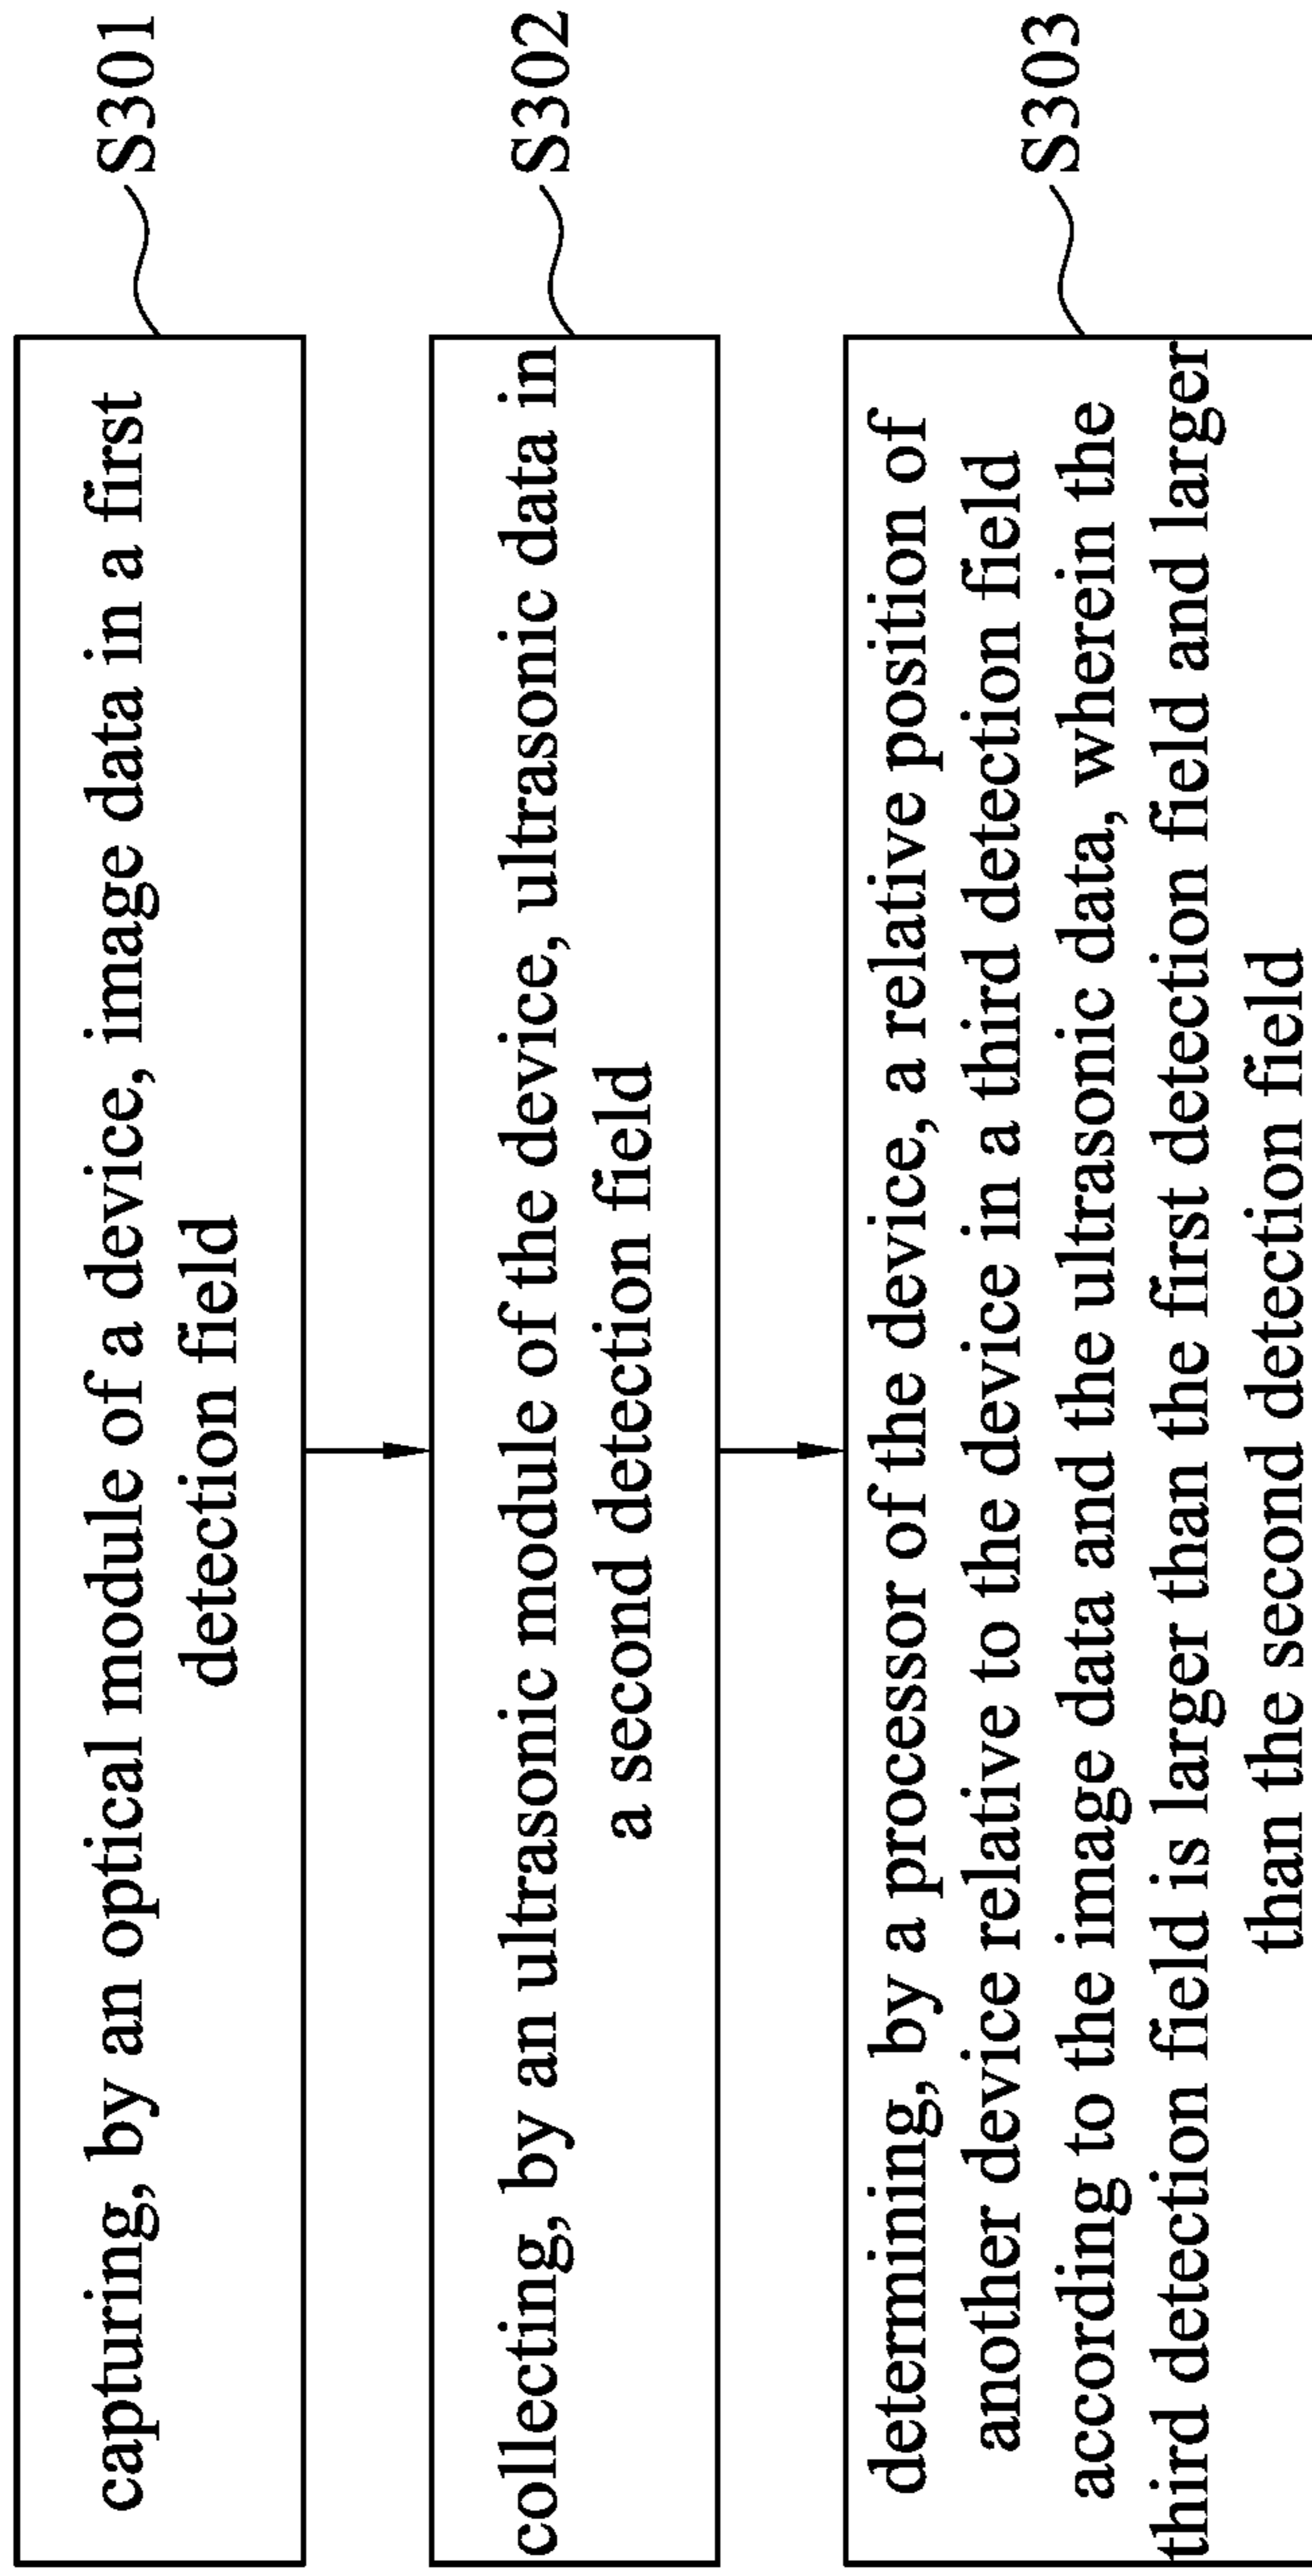 capturing, by an optical module of a device, image data in a first
detection field
S301
collecting, by an ultrasonic module of the device, ultrasonic data in
a second detection field
S302
determining, by a processor of the device, a relative position of
another device relative to the device in a third detection field
according to the image data and the ultrasonic data, wherein the
third detection field is larger than the first detection field and larger
than the second detection field
S303